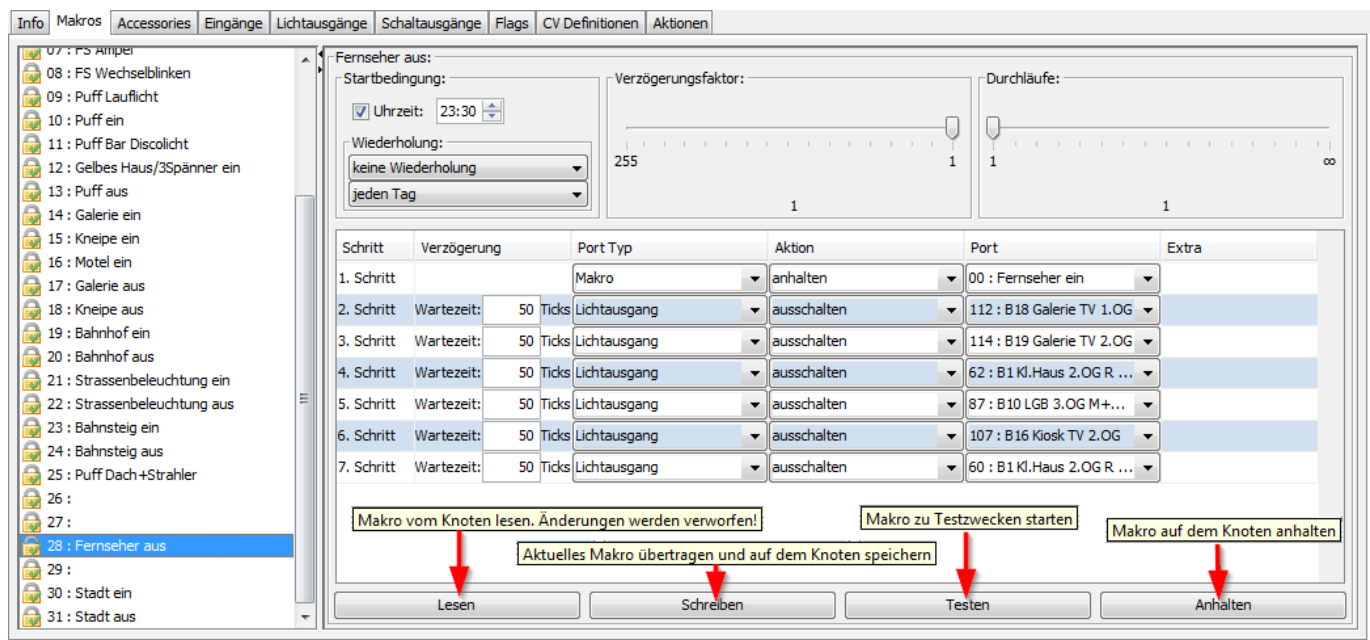 Info Makros Accessories Eingänge Lichtausgänge Schaltausgänge Flags CV Definitionen Aktionen
07 : FS Ampel
08 : FS Wechselblinken
09 : Puff Lauflicht
10 : Puff ein
11 : Puff Bar Discolicht
12 : Gelbes Haus/3Spänner ein
13 : Puff aus
14 : Galerie ein
15 : Kneipe ein
16 : Motel ein
17 : Galerie aus
18 : Kneipe aus
19 : Bahnhof ein
20 : Bahnhof aus
21 : Strassenbeleuchtung ein
22 : Strassenbeleuchtung aus
23 : Bahnsteig ein
24 : Bahnsteig aus
25 : Puff Dach+Strahler
26 :
27 :
28 : Fernseher aus
29 :
30 : Stadt ein
31 : Stadt aus
Fernseher aus:
Startbedingung:
Uhrzeit: 23:30
Wiederholung:
keine Wiederholung
jeden Tag
Verzögerungsfaktor:
255 1
1
Durchläufe:
1 ∞
1
Schritt Verzögerung Port Typ Aktion Port Extra
1. Schritt Makro anhalten 00 : Fernseher ein
2. Schritt Wartezeit: 50 Ticks Lichtausgang ausschalten 112 : B18 Galerie TV 1.OG
3. Schritt Wartezeit: 50 Ticks Lichtausgang ausschalten 114 : B19 Galerie TV 2.OG
4. Schritt Wartezeit: 50 Ticks Lichtausgang ausschalten 62 : B1 Kl.Haus 2.OG R ...
5. Schritt Wartezeit: 50 Ticks Lichtausgang ausschalten 87 : B10 LGB 3.OG M+...
6. Schritt Wartezeit: 50 Ticks Lichtausgang ausschalten 107 : B16 Kiosk TV 2.OG
7. Schritt Wartezeit: 50 Ticks Lichtausgang ausschalten 60 : B1 Kl.Haus 2.OG R ...
Makro vom Knoten lesen. Änderungen werden verworfen!
Aktuelles Makro übertragen und auf dem Knoten speichern
Makro zu Testzwecken starten
Makro auf dem Knoten anhalten
Lesen Schreiben Testen Anhalten